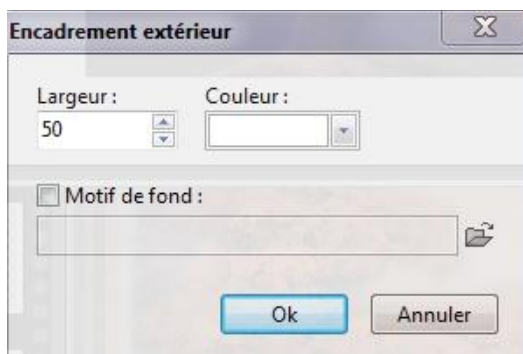 Encadrement extérieur
Largeur : Couleur :
50
Motif de fond :
Ok Annuler